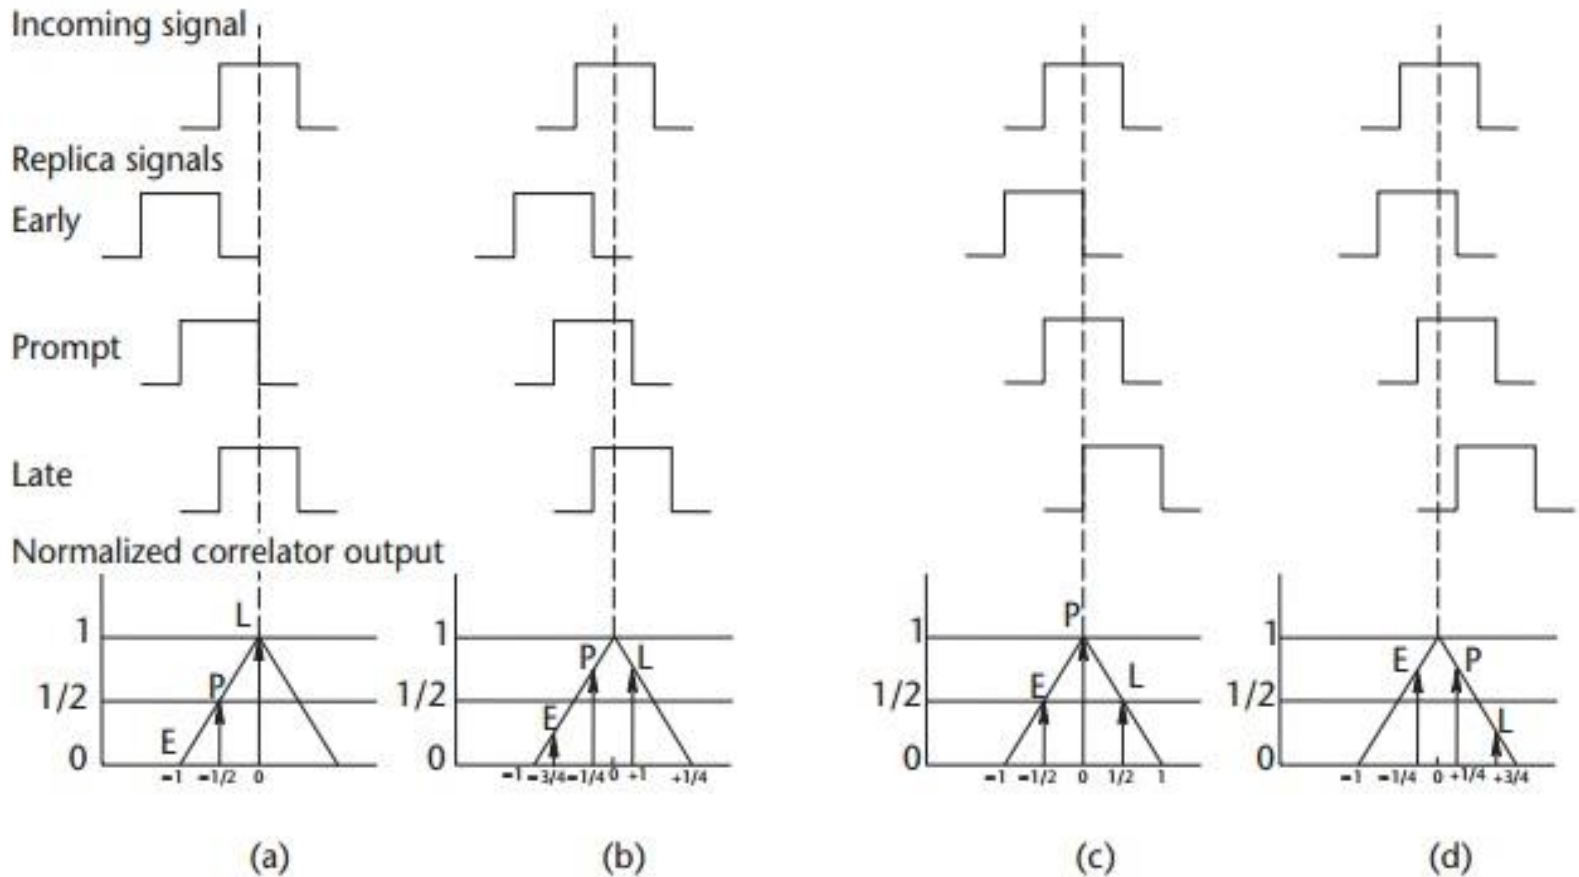 Incoming signal
Replica signals
Early
Prompt
Late
Normalized correlator output
L
1
P
1/2
E
0
-1 -1/2 0
1
P L
1/2
E
0
-1 -3/4 -1/4 0 +1 +1/4
P
1
E L
1/2
0
-1 -1/2 0 1/2 1
1
E P
1/2
L
0
-1 -1/4 0 +1/4 +3/4
(a) (b) (c) (d)